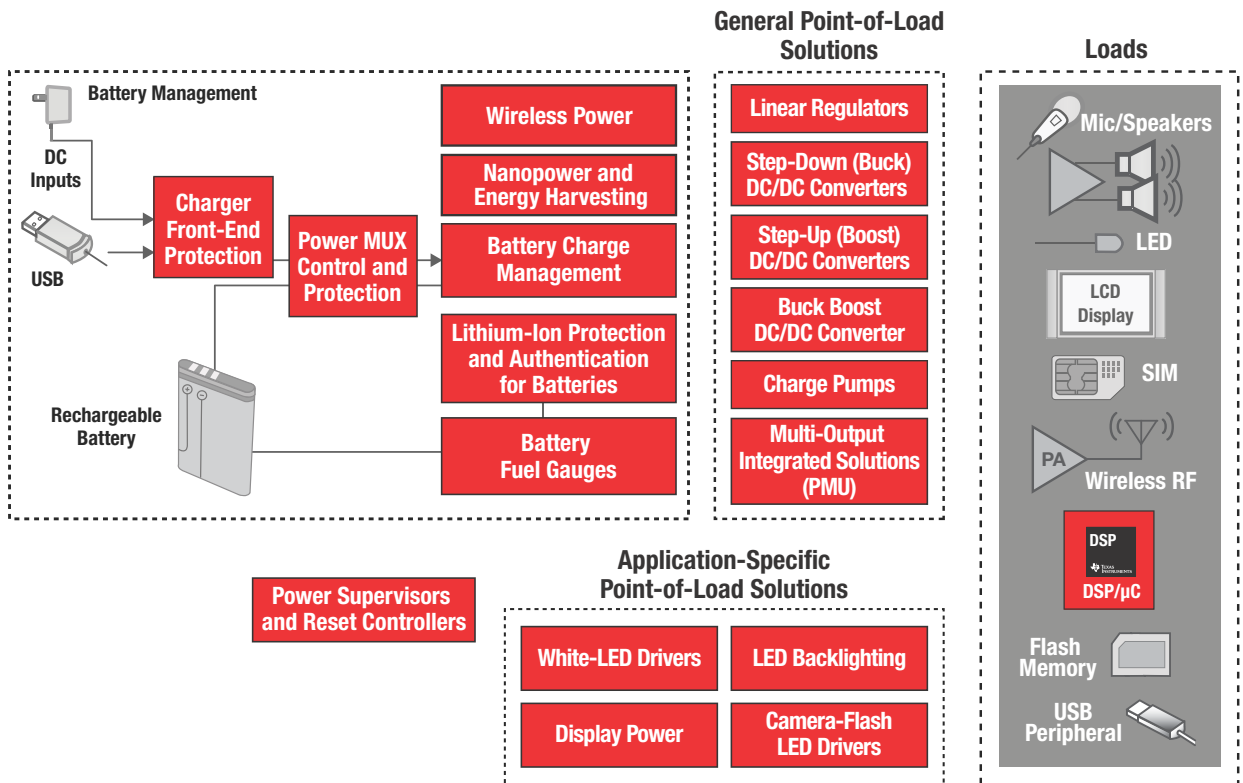 Battery Management
DC
Inputs
USB
Charger
Front-End
Protection
Power MUX
Control and
Protection
Wireless Power
Nanopower and
Energy Harvesting
Battery Charge
Management
Lithium-Ion Protection
and Authentication
for Batteries
Rechargeable
Battery
Battery
Fuel Gauges
General Point-of-Load
Solutions
Linear Regulators
Step-Down (Buck)
DC/DC Converters
Step-Up (Boost)
DC/DC Converters
Buck Boost
DC/DC Converter
Charge Pumps
Multi-Output
Integrated Solutions
(PMU)
Power Supervisors
and Reset Controllers
Application-Specific
Point-of-Load Solutions
White-LED Drivers
LED Backlighting
Display Power
Camera-Flash
LED Drivers
Loads
Mic/Speakers
LED
LCD
Display
SIM
PA
Wireless RF
DSP
TEXAS
INSTRUMENTS
DSP/µC
Flash
Memory
USB
Peripheral